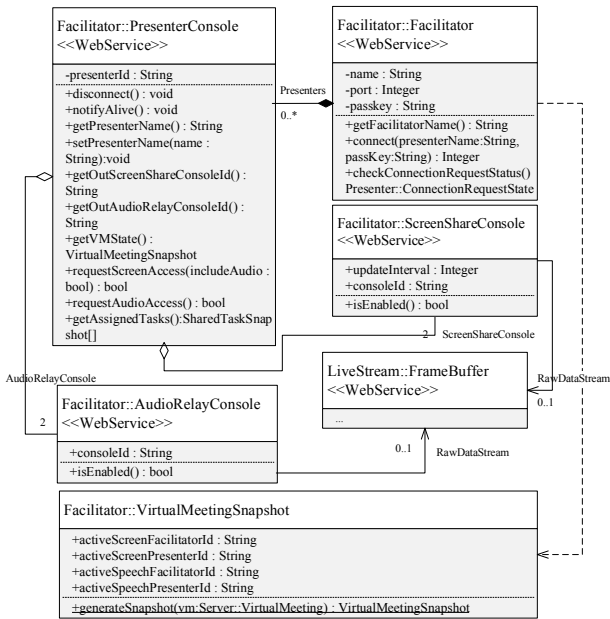 Facilitator::PresenterConsole
<<WebService>>
-presenterId : String
+disconnect() : void
+notifyAlive() : void
+getPresenterName() : String
+setPresenterName(name :
String):void
+getOutScreenShareConsoleId() :
String
+getOutAudioRelayConsoleId() :
String
+getVMState() :
VirtualMeetingSnapshot
+requestScreenAccess(includeAudio :
bool) : bool
+requestAudioAccess() : bool
+getAssignedTasks():SharedTaskSnap
shot[]
Presenters
0..*
Facilitator::Facilitator
<<WebService>>
-name : String
-port : Integer
-passkey : String
+getFacilitatorName() : String
+connect(presenterName:String,
passKey:String) : Integer
+checkConnectionRequestStatus()
Presenter::ConnectionRequestState
Facilitator::ScreenShareConsole
<<WebService>>
+updateInterval : Integer
+consoleId : String
+isEnabled() : bool
2
ScreenShareConsole
LiveStream::FrameBuffer
<<WebService>>
...
RawDataStream
0..1
AudioRelayConsole
2
Facilitator::AudioRelayConsole
<<WebService>>
+consoleId : String
+isEnabled() : bool
0..1
RawDataStream
Facilitator::VirtualMeetingSnapshot
+activeScreenFacilitatorId : String
+activeScreenPresenterId : String
+activeSpeechFacilitatorId : String
+activeSpeechPresenterId : String
+generateSnapshot(vm:Server::VirtualMeeting) : VirtualMeetingSnapshot